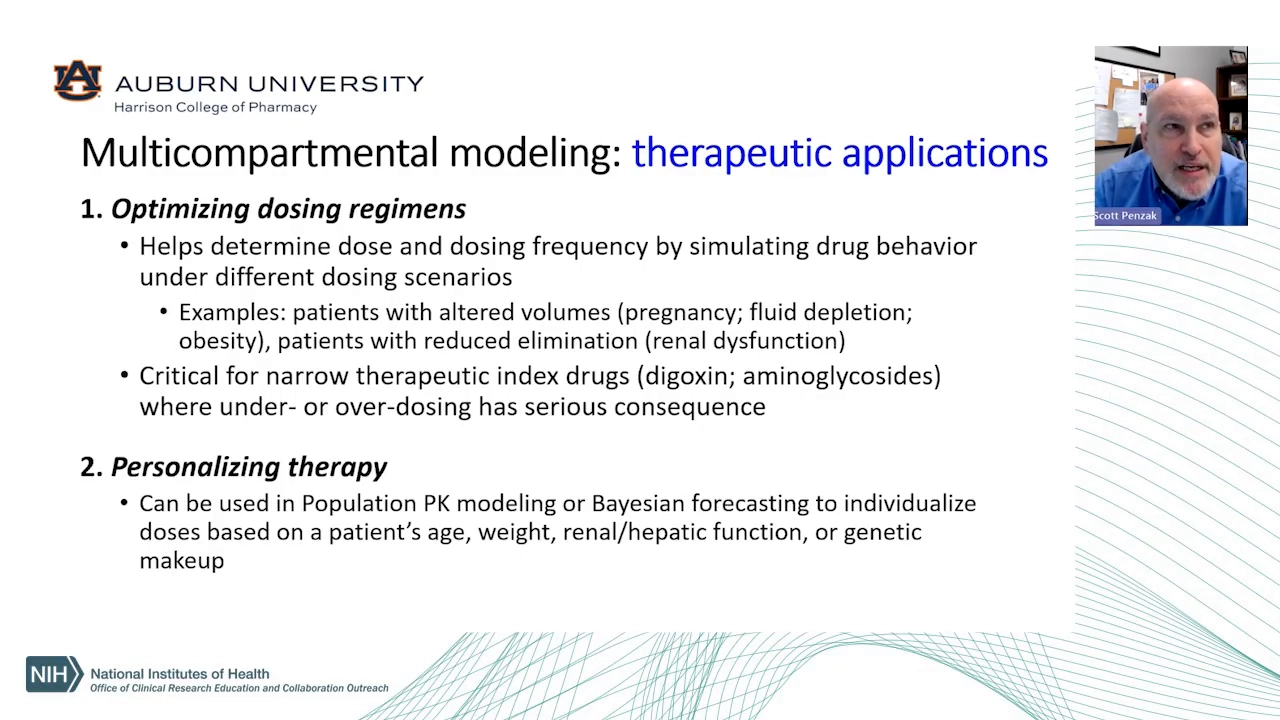 AUBURN UNIVERSITY
Harrison College of Pharmacy
Multicompartmental modeling: therapeutic applications
1. Optimizing dosing regimens
• Helps determine dose and dosing frequency by simulating drug behavior
under different dosing scenarios
• Examples: patients with altered volumes (pregnancy; fluid depletion;
obesity), patients with reduced elimination (renal dysfunction)
• Critical for narrow therapeutic index drugs (digoxin; aminoglycosides)
where under- or over-dosing has serious consequence
2. Personalizing therapy
• Can be used in Population PK modeling or Bayesian forecasting to individualize
doses based on a patient’s age, weight, renal/hepatic function, or genetic
makeup
Scott Penzak
NIH
National Institutes of Health
Office of Clinical Research Education and Collaboration Outreach